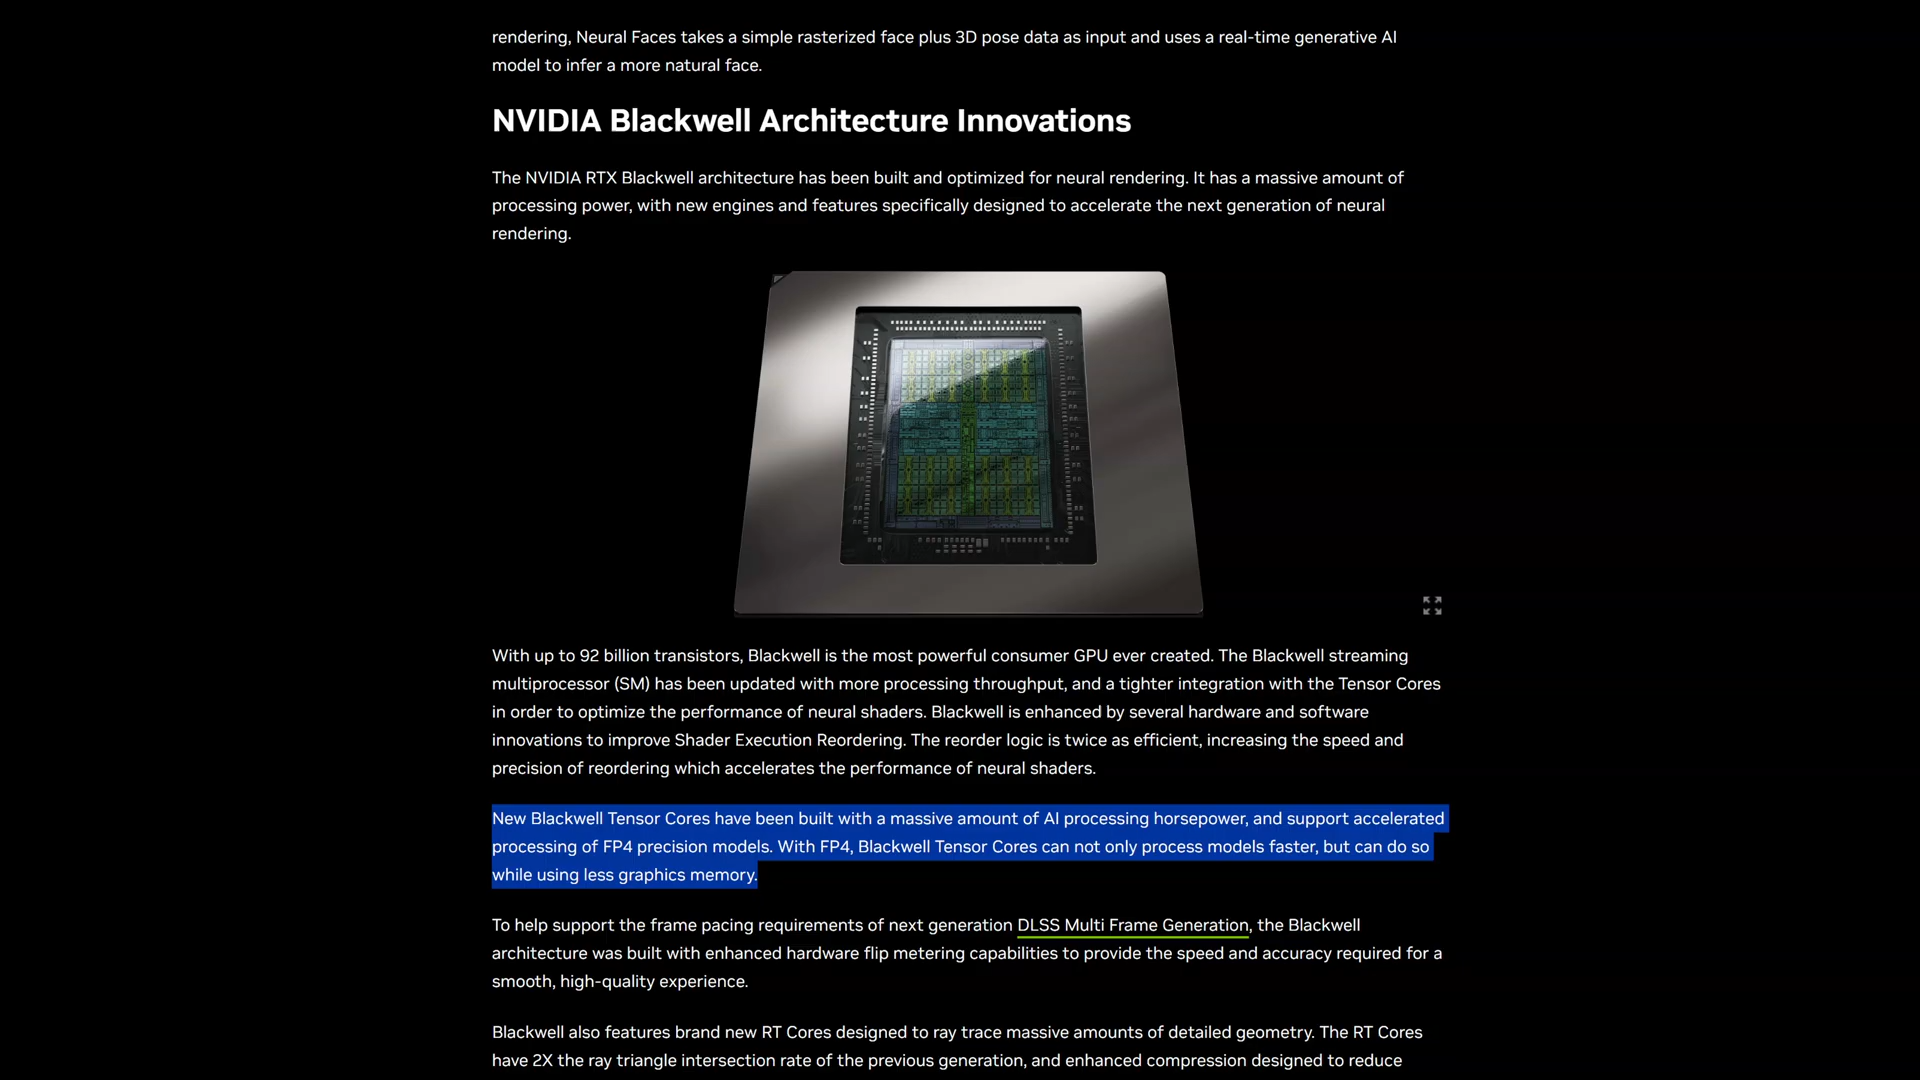 rendering, Neural Faces takes a simple rasterized face plus 3D pose data as input and uses a real-time generative AI
model to infer a more natural face.
NVIDIA Blackwell Architecture Innovations
The NVIDIA RTX Blackwell architecture has been built and optimized for neural rendering. It has a massive amount of
processing power, with new engines and features specifically designed to accelerate the next generation of neural
rendering.
With up to 92 billion transistors, Blackwell is the most powerful consumer GPU ever created. The Blackwell streaming
multiprocessor (SM) has been updated with more processing throughput, and a tighter integration with the Tensor Cores
in order to optimize the performance of neural shaders. Blackwell is enhanced by several hardware and software
innovations to improve Shader Execution Reordering. The reorder logic is twice as efficient, increasing the speed and
precision of reordering which accelerates the performance of neural shaders.
New Blackwell Tensor Cores have been built with a massive amount of AI processing horsepower, and support accelerated
processing of FP4 precision models. With FP4, Blackwell Tensor Cores can not only process models faster, but can do so
while using less graphics memory.
To help support the frame pacing requirements of next generation DLSS Multi Frame Generation, the Blackwell
architecture was built with enhanced hardware flip metering capabilities to provide the speed and accuracy required for a
smooth, high-quality experience.
Blackwell also features brand new RT Cores designed to ray trace massive amounts of detailed geometry. The RT Cores
have 2X the ray triangle intersection rate of the previous generation, and enhanced compression designed to reduce